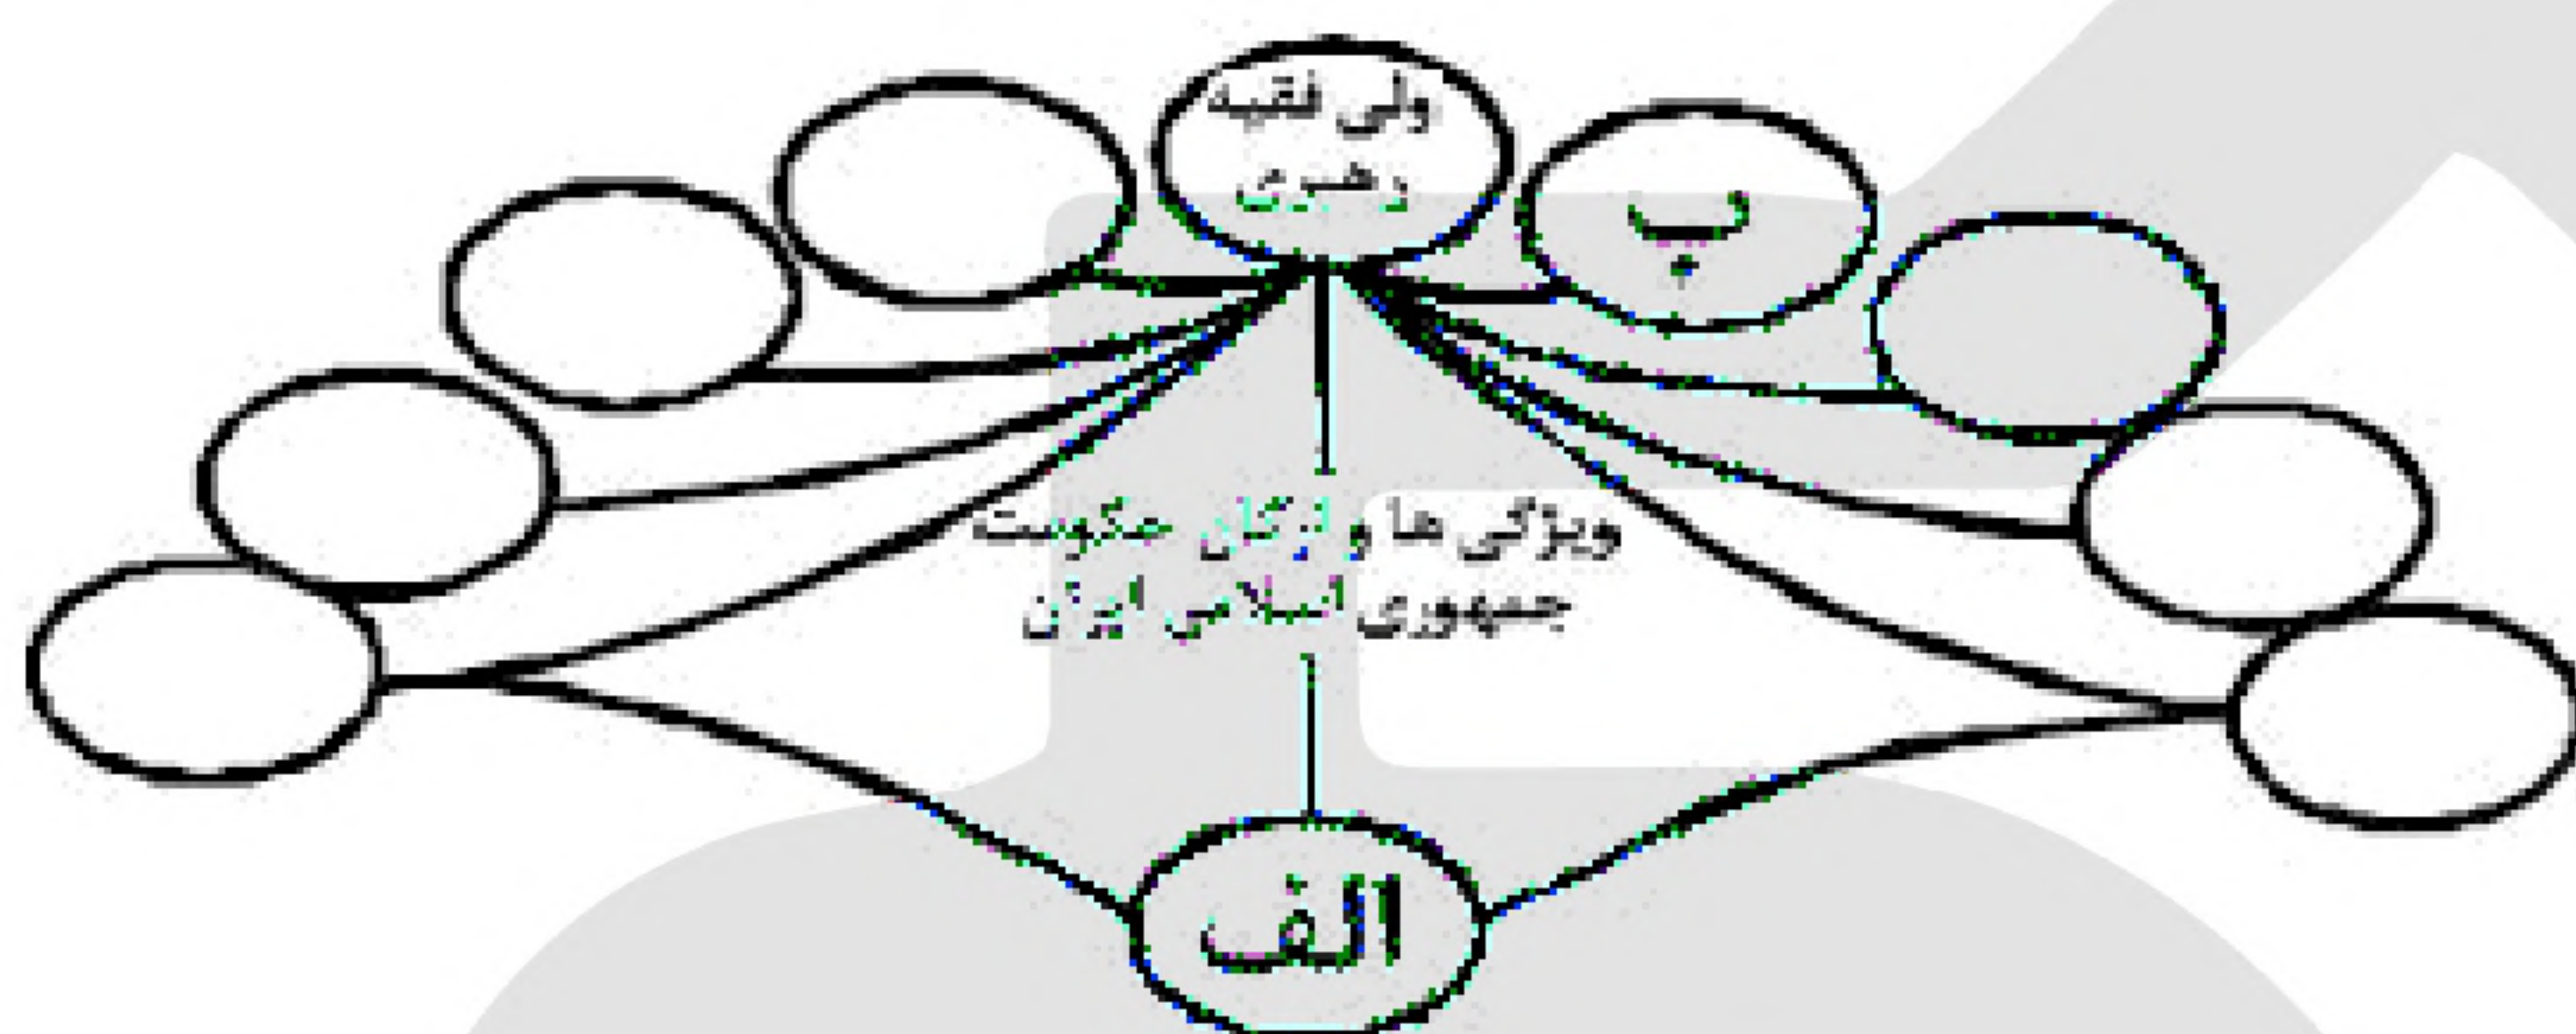 ولی فقیه
رهبری
پ
ویژگی ها و ارکان حکومت
جمهوری اسلامی ایران
الف